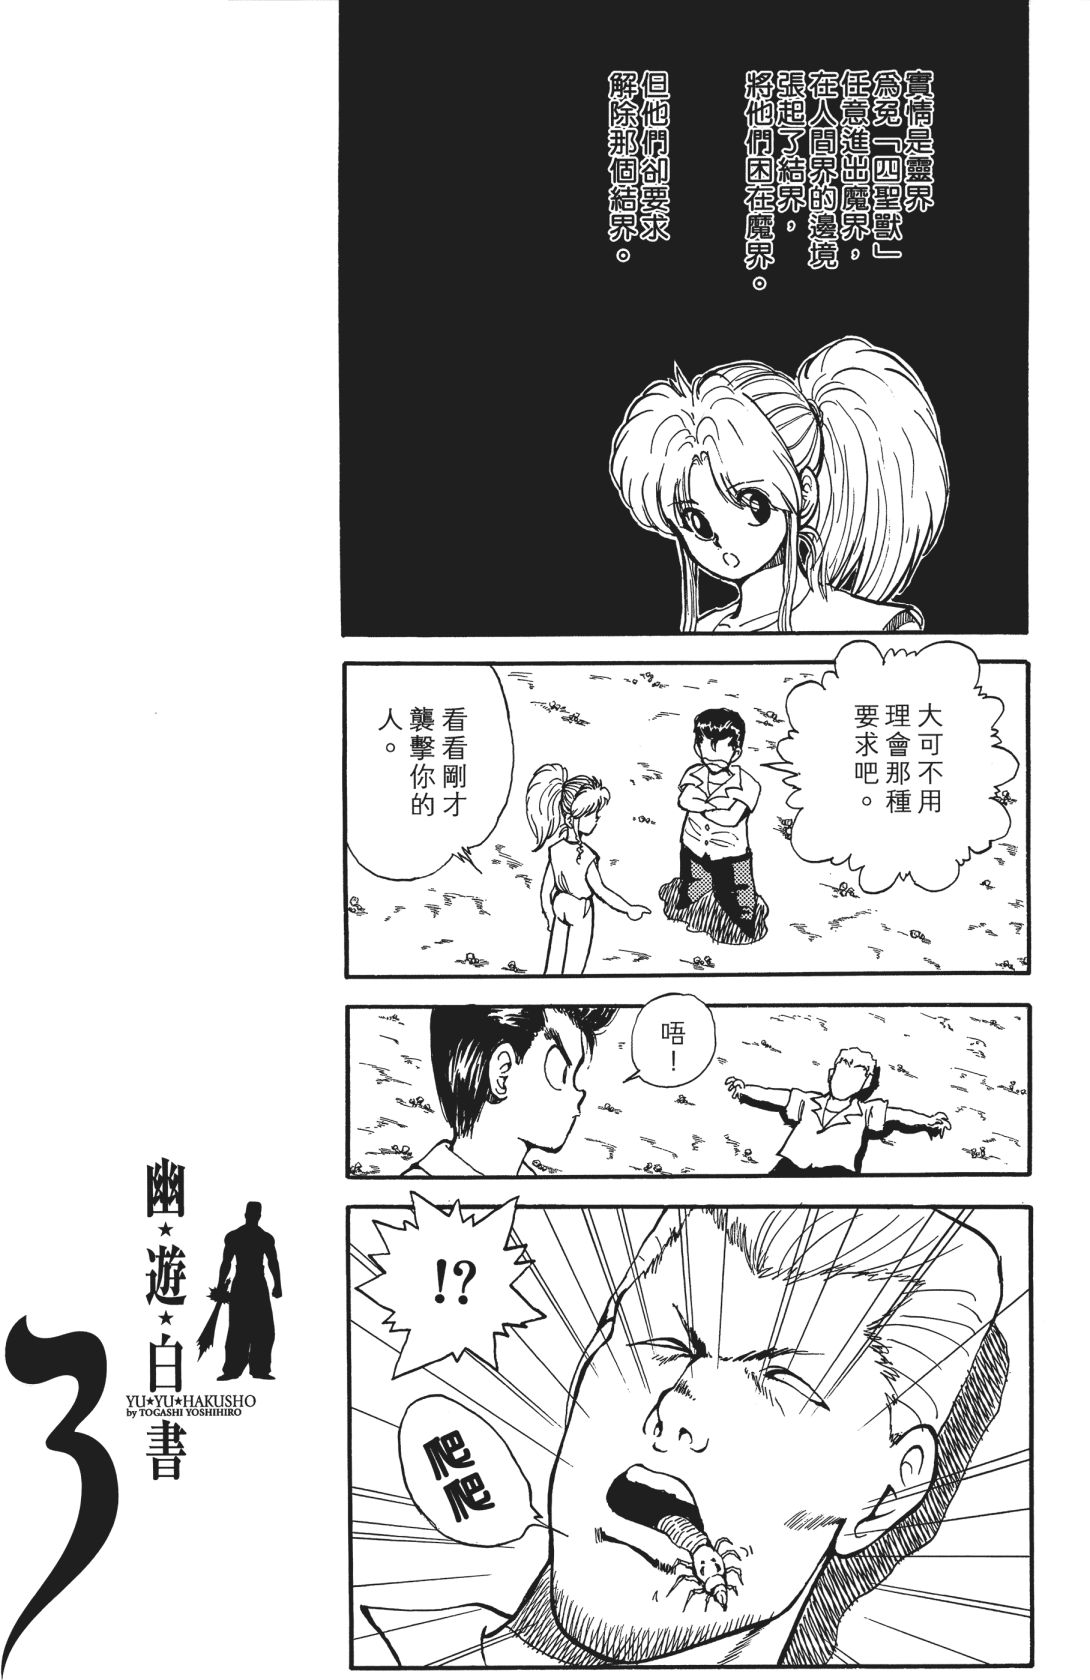 實情是靈界
為免「四聖獸」
任意進出魔界，
在人間界的邊境
張起了結界，
將他們困在魔界。
但他們卻要求
解除那個結界。
大可不用
理會那種
要求吧。
看看剛才
襲擊你的
人。
唔！
!?
爬爬
幽★遊★白書
YU★YU★HAKUSHO
by TOGASHI YOSHIHIRO
3